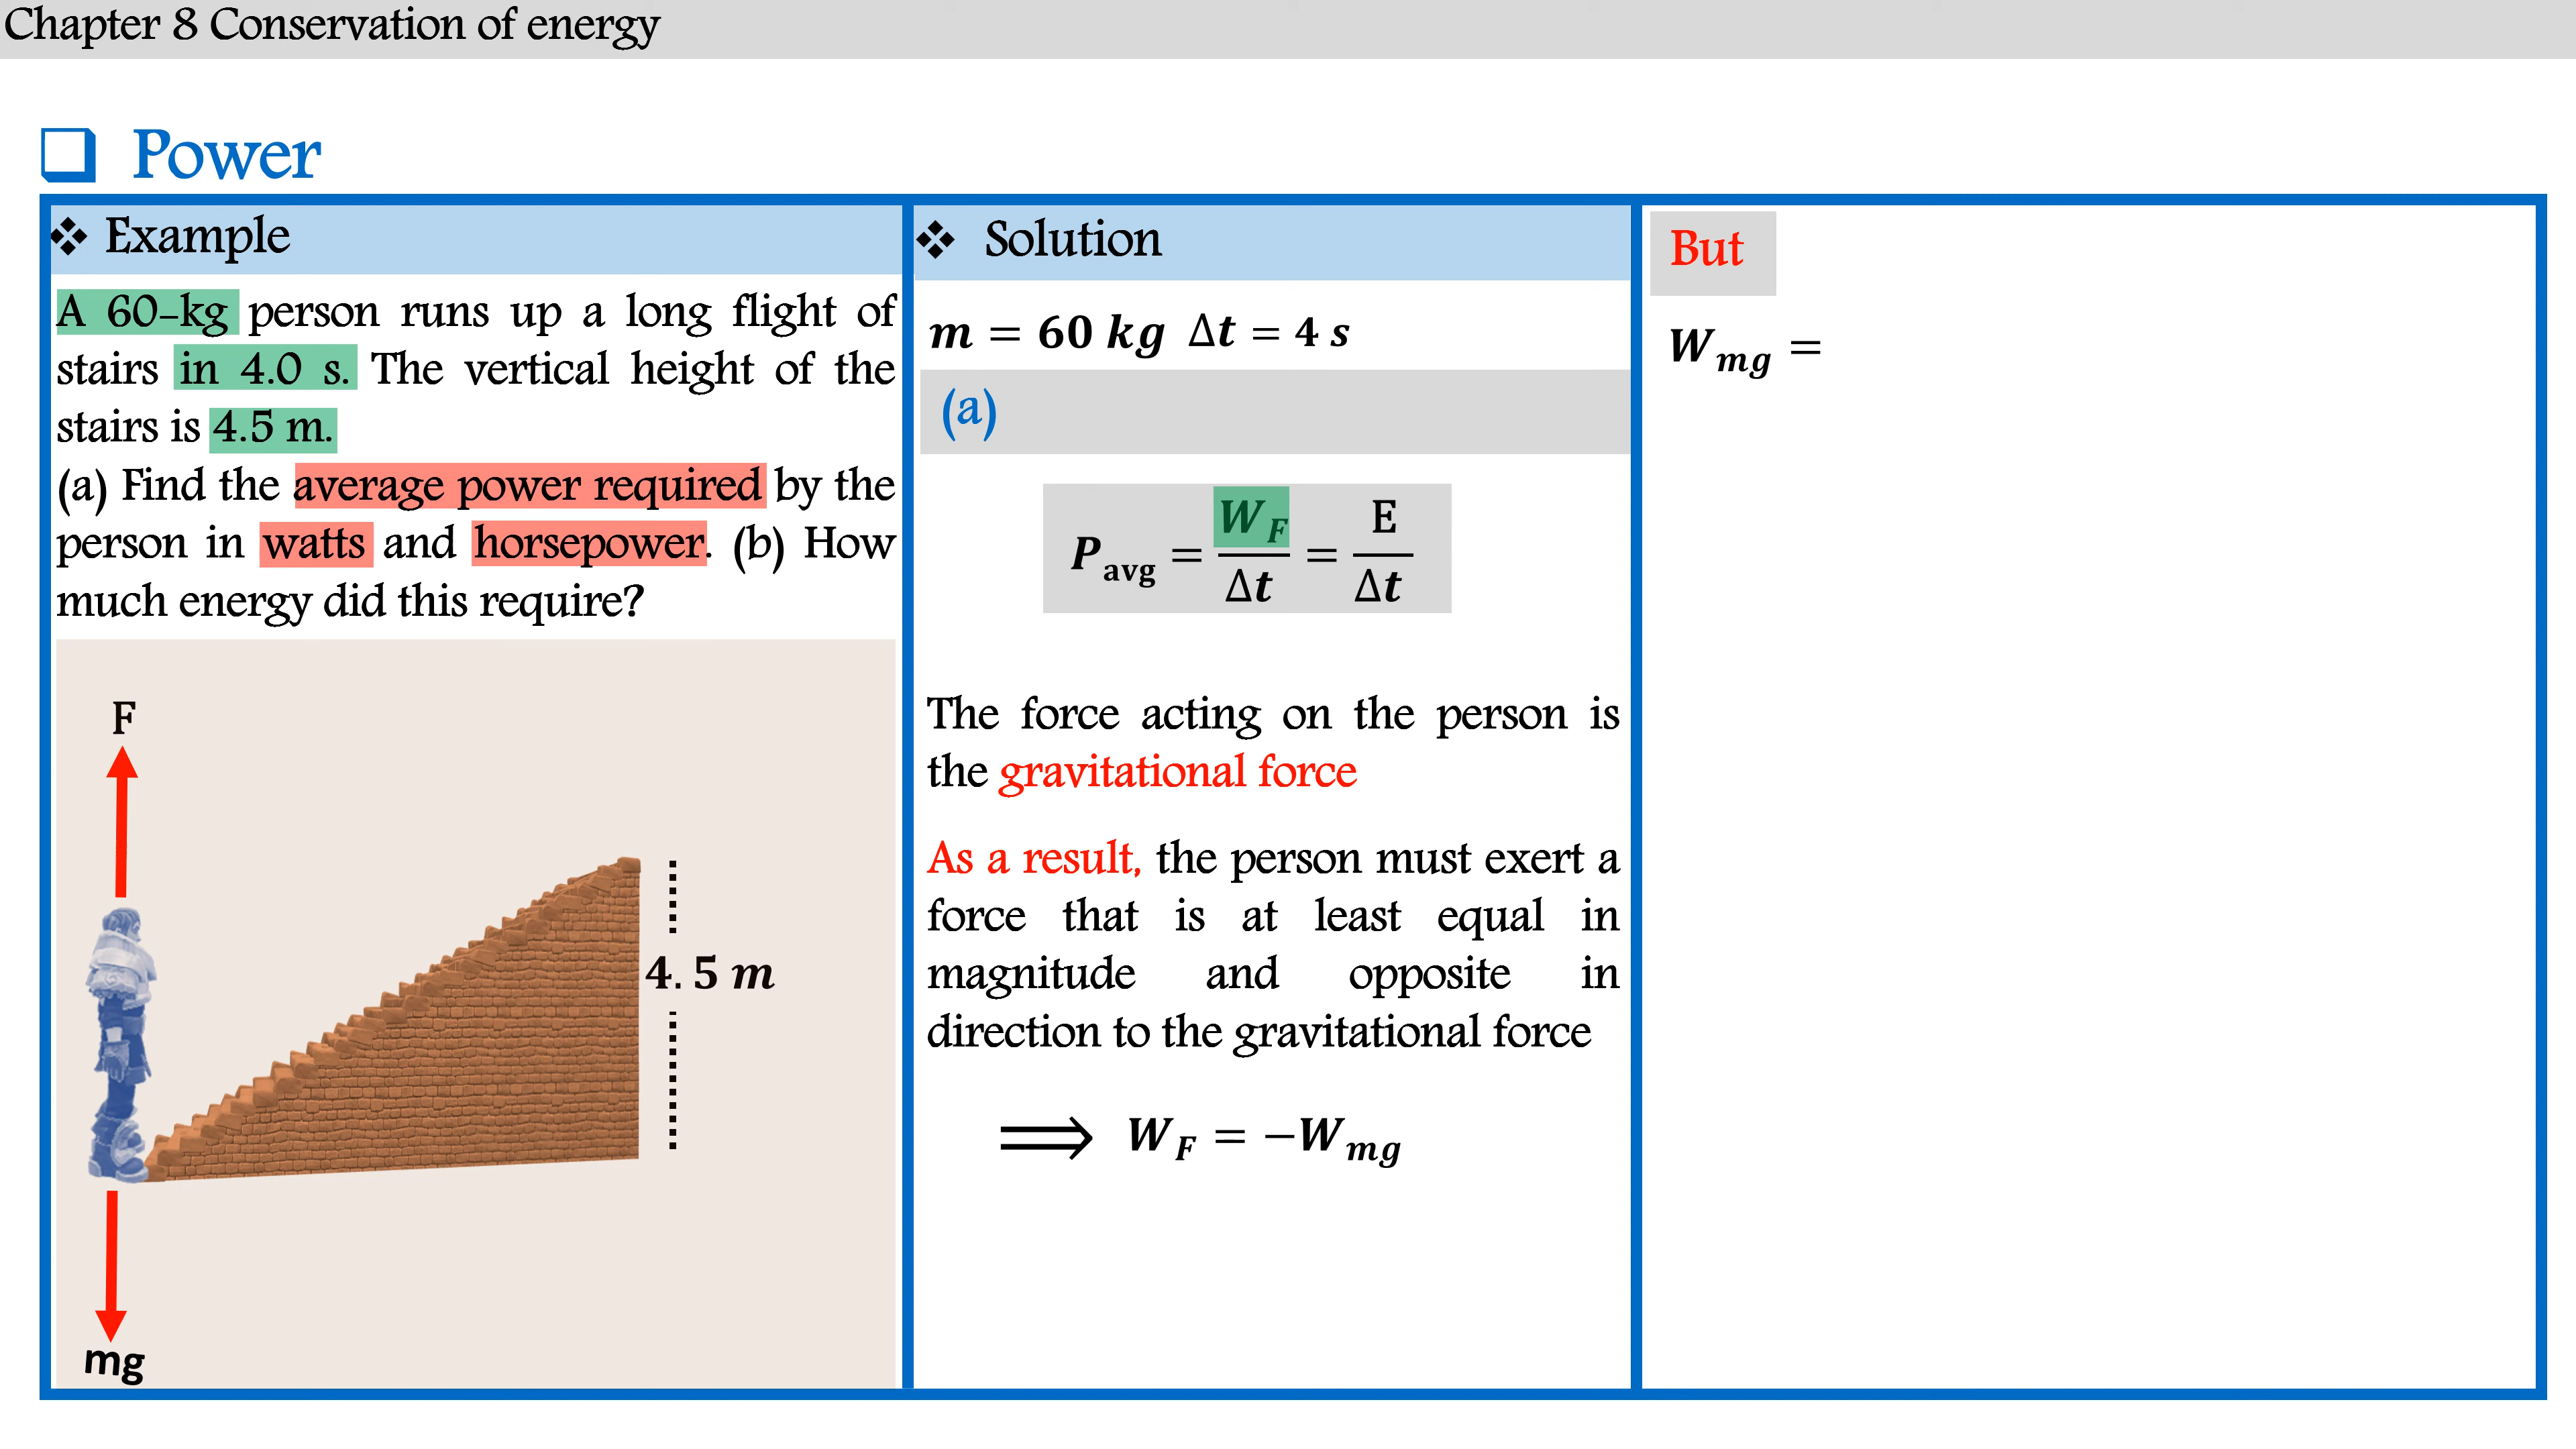 Chapter 8 Conservation of energy
❑ Power
❖ Example
A 60-kg person runs up a long flight of
stairs in 4.0 s. The vertical height of the
stairs is 4.5 m.
(a) Find the average power required by the
person in watts and horsepower. (b) How
much energy did this require?
F
4.5 m
mg
❖ Solution
m = 60 kg Δt = 4 s
(a)
P_avg = W_F/Δt = E/Δt
The force acting on the person is
the gravitational force
As a result, the person must exert a
force that is at least equal in
magnitude and opposite in
direction to the gravitational force
⟹ W_F = −W_mg
But
W_mg =